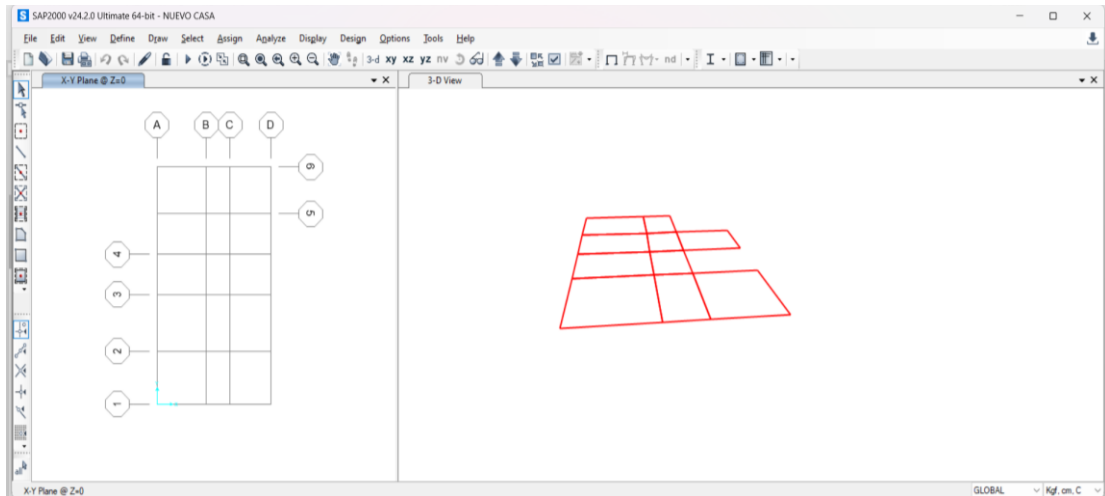 S SAP2000 v24.2.0 Ultimate 64-bit - NUEVO CASA
File Edit View Define Draw Select Assign Analyze Display Design Options Tools Help
3-d xy xz yz nv nd
X-Y Plane @ Z=0
3-D View
A B C D
6
5
4
3
2
1
all
X-Y Plane @ Z=0
GLOBAL
Kgf, cm, C